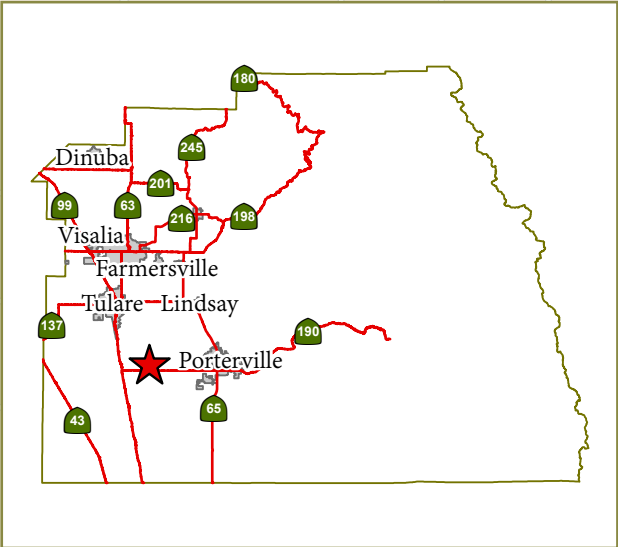 180
245
Dinuba
201
99
63
216
198
Visalia
Farmersville
Tulare
Lindsay
137
190
Porterville
65
43